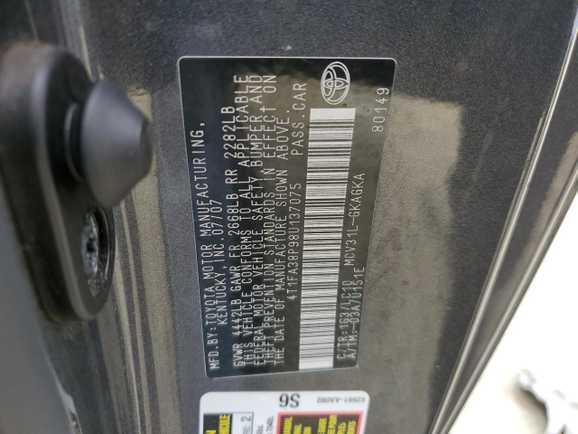 MFD.BY:TOYOTA MOTOR MANUFACTURING,
KENTUCKY, INC. 07/07
GVWR 4442LB GAWR FR 2668LB RR 2282LB
THIS VEHICLE CONFORMS TO ALL APPLICABLE
FEDERAL MOTOR VEHICLE SAFETY BUMPER AND
THEFT PREVENTION STANDARDS IN EFFECT ON
THE DATE OF MANUFACTURE SHOWN ABOVE.
4T1FA38P98U137075 PASS.CAR
C/TR:1G3/LC10 MCV31L-GKAGKA
A/TM:-03A/U151E
80149
S6